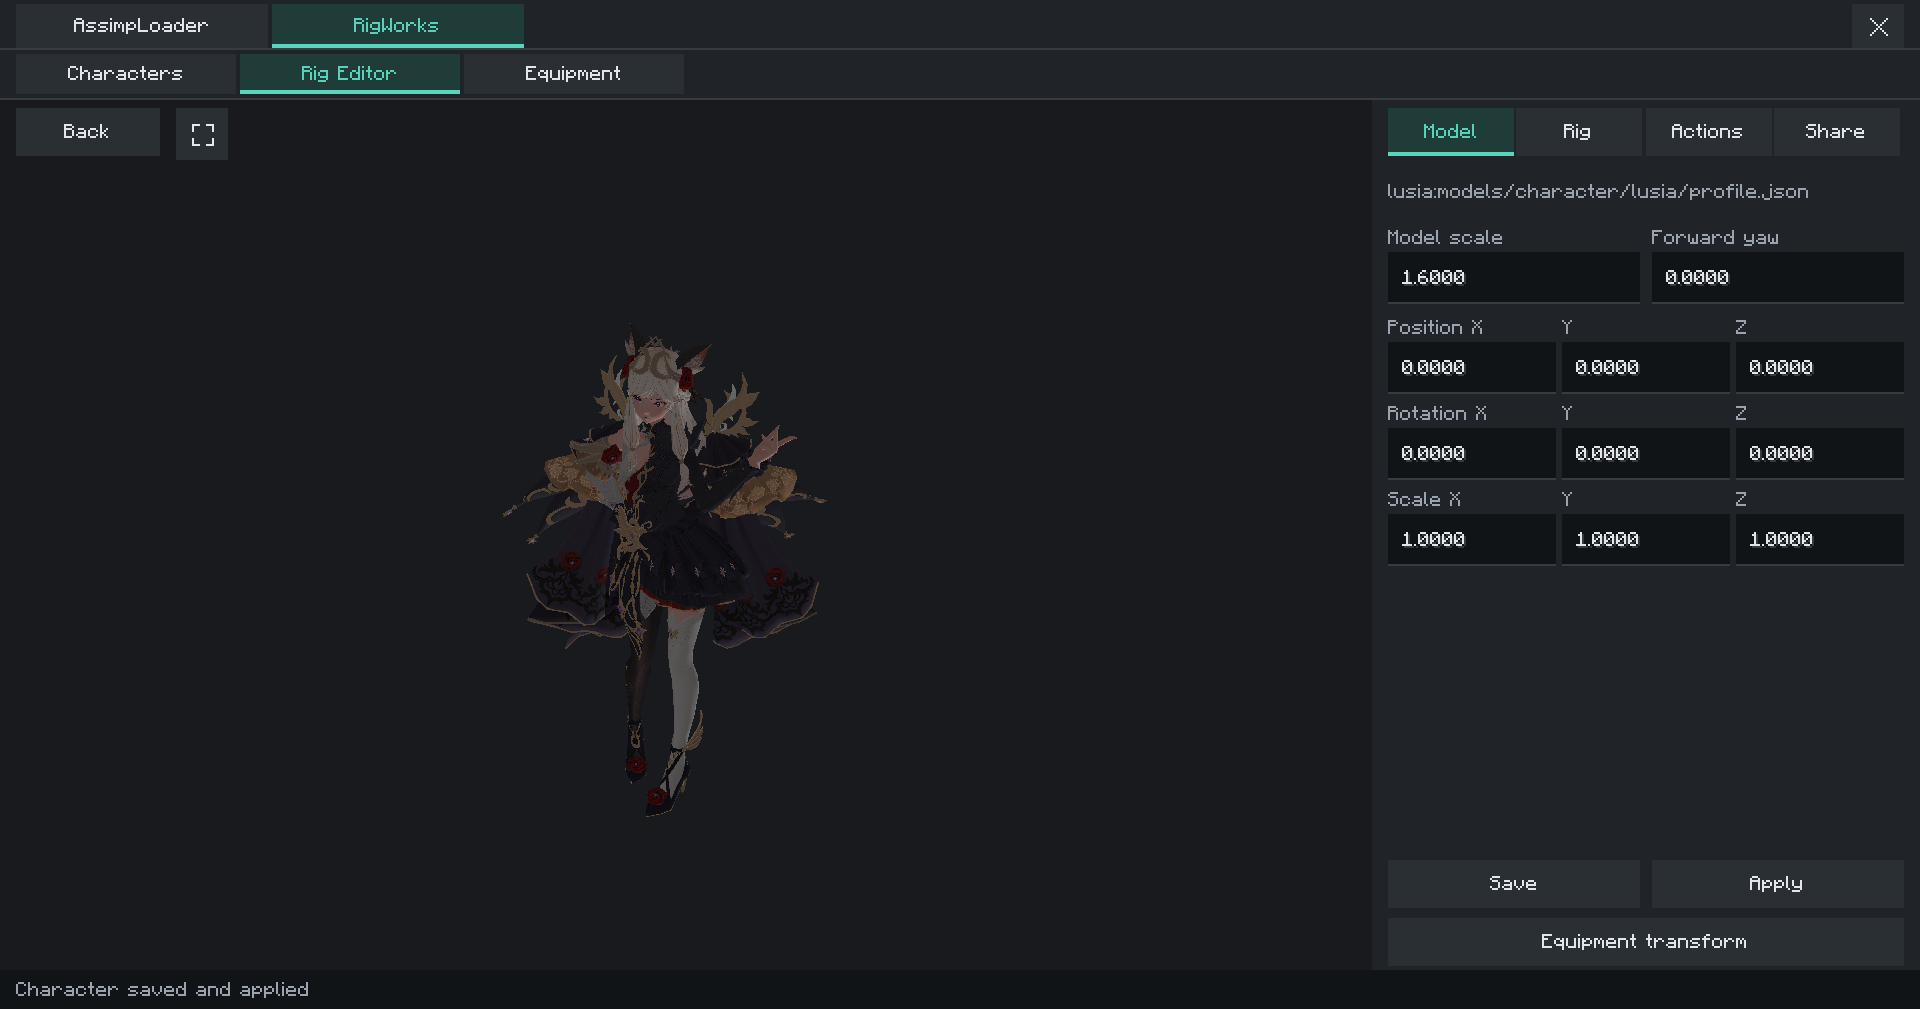 AssimpLoader RigWorks
Characters Rig Editor Equipment
Back Model Rig Actions Share
lusia:models/character/lusia/profile.json
Model scale Forward yaw
1.6000 0.0000
Position X Y Z
0.0000 0.0000 0.0000
Rotation X Y Z
0.0000 0.0000 0.0000
Scale X Y Z
1.0000 1.0000 1.0000
Save Apply
Equipment transform
Character saved and applied